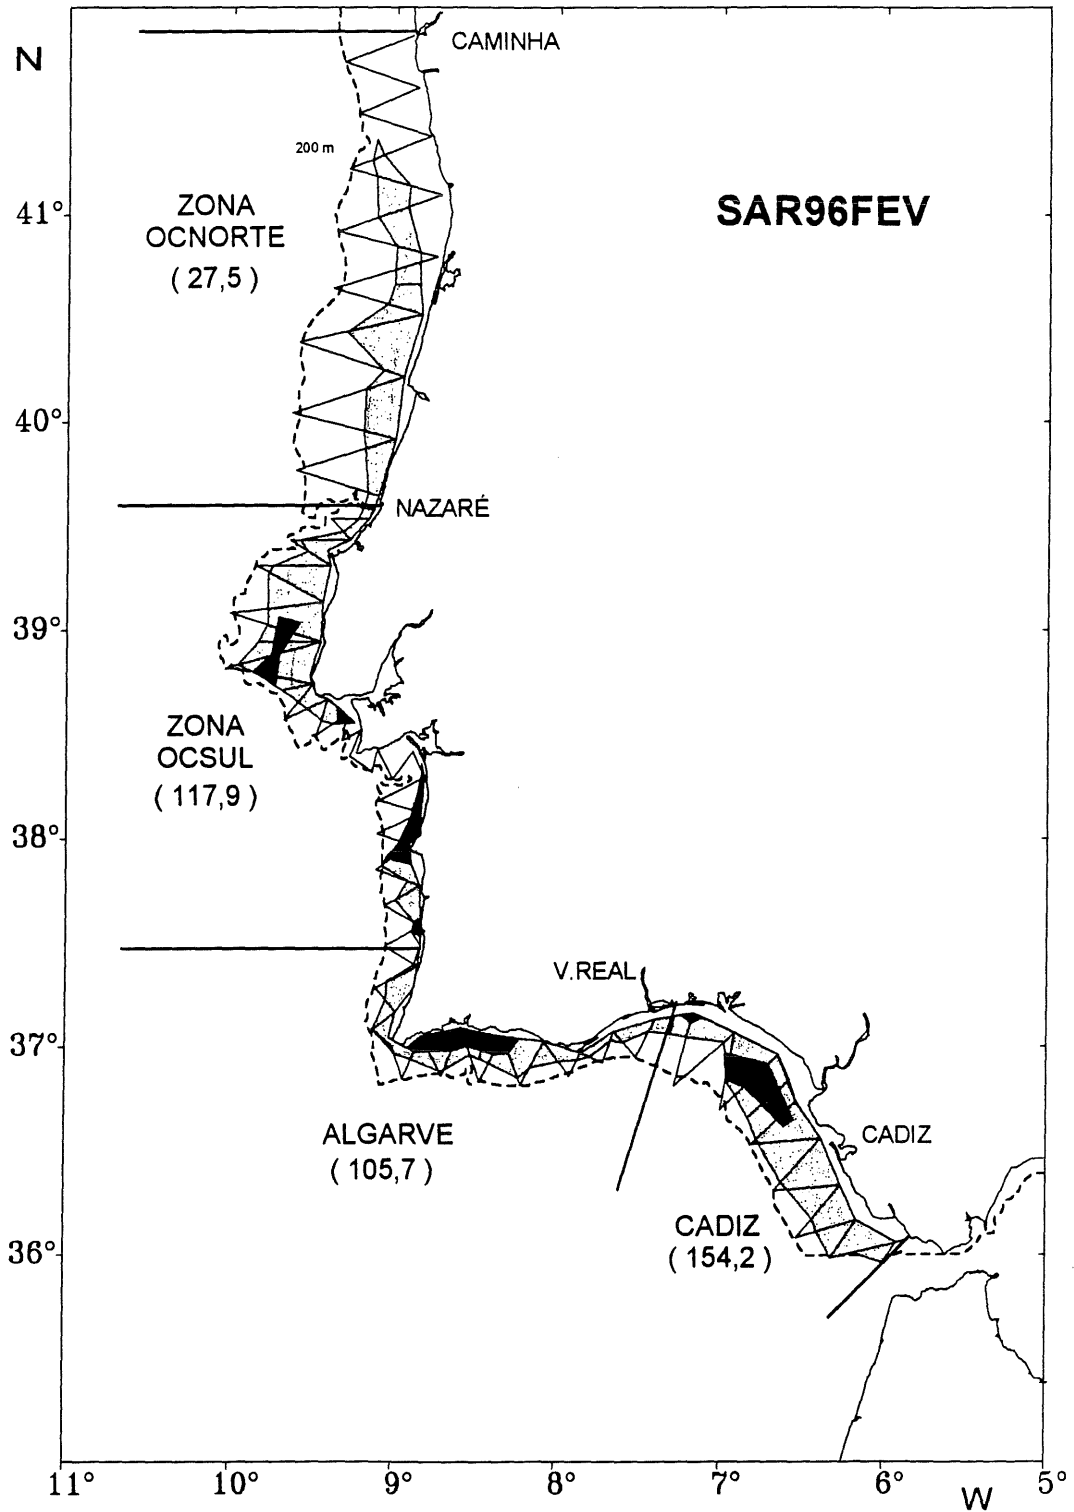 N
CAMINHA
200 m
ZONA
OCNORTE
( 27,5 )
SAR96FEV
41°
40°
NAZARÉ
39°
ZONA
OCSUL
( 117,9 )
38°
V.REAL
37°
ALGARVE
( 105,7 )
CADIZ
CADIZ
( 154,2 )
36°
11° 10° 9° 8° 7° 6° 5°
W